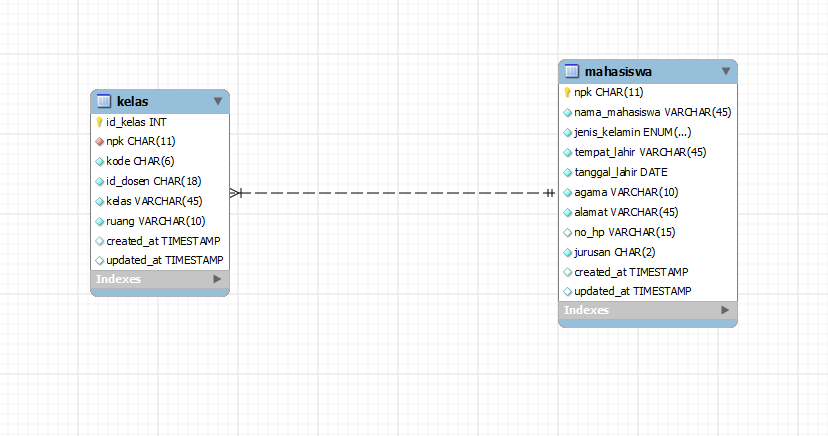 kelas
id_kelas INT
npk CHAR(11)
kode CHAR(6)
id_dosen CHAR(18)
kelas VARCHAR(45)
ruang VARCHAR(10)
created_at TIMESTAMP
updated_at TIMESTAMP
Indexes
mahasiswa
npk CHAR(11)
nama_mahasiswa VARCHAR(45)
jenis_kelamin ENUM(...)
tempat_lahir VARCHAR(45)
tanggal_lahir DATE
agama VARCHAR(10)
alamat VARCHAR(45)
no_hp VARCHAR(15)
jurusan CHAR(2)
created_at TIMESTAMP
updated_at TIMESTAMP
Indexes